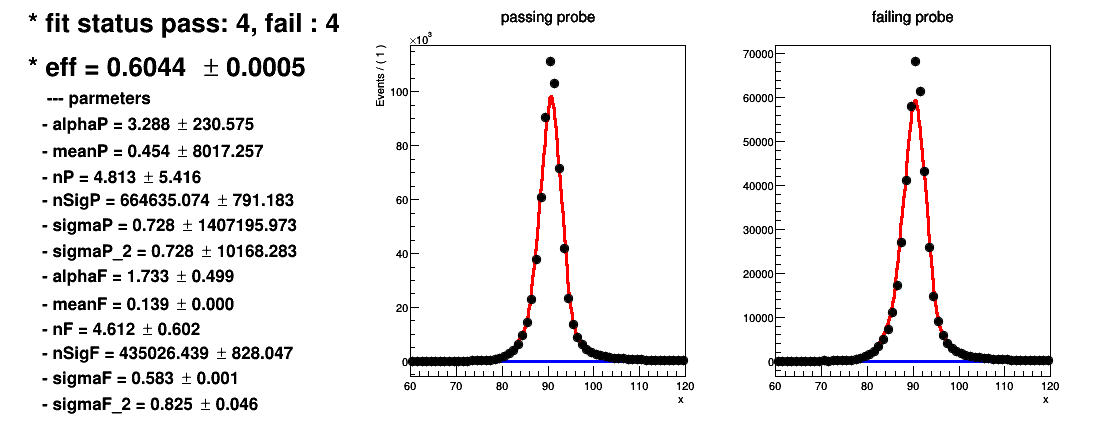 * fit status pass: 4, fail : 4
* eff = 0.6044 ± 0.0005
--- parmeters
- alphaP = 3.288 ± 230.575
- meanP = 0.454 ± 8017.257
- nP = 4.813 ± 5.416
- nSigP = 664635.074 ± 791.183
- sigmaP = 0.728 ± 1407195.973
- sigmaP_2 = 0.728 ± 10168.283
- alphaF = 1.733 ± 0.499
- meanF = 0.139 ± 0.000
- nF = 4.612 ± 0.602
- nSigF = 435026.439 ± 828.047
- sigmaF = 0.583 ± 0.001
- sigmaF_2 = 0.825 ± 0.046
passing probe
×10³
Events / ( 1 )
100
80
60
40
20
0
60 70 80 90 100 110 120
x
failing probe
70000
60000
50000
40000
30000
20000
10000
0
60 70 80 90 100 110 120
x